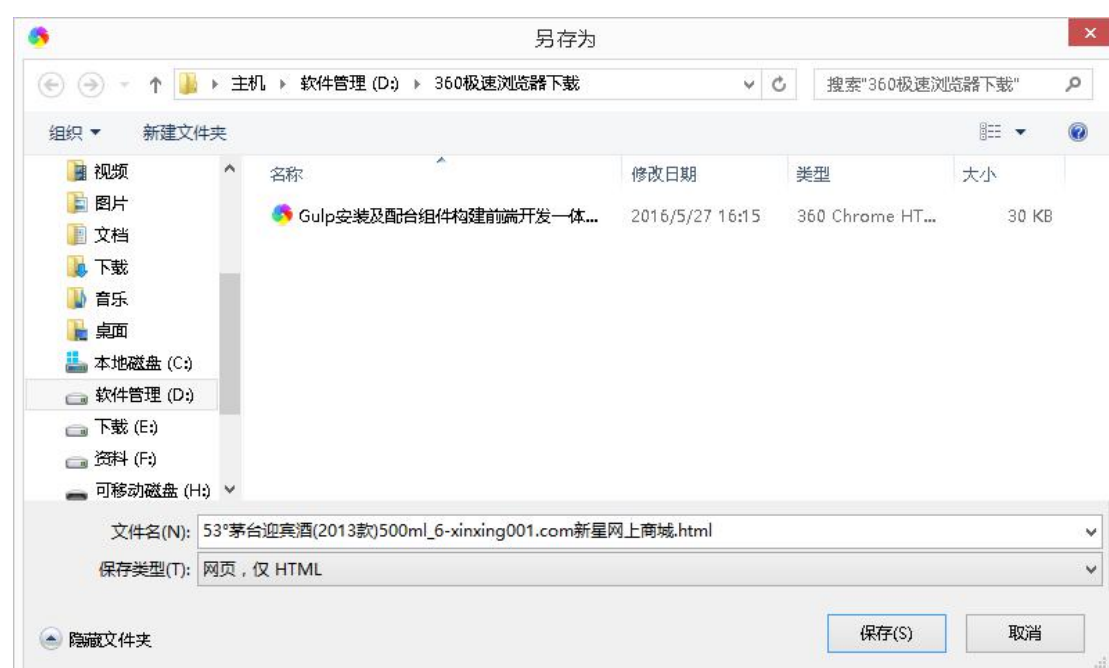 另存为
主机 软件管理 (D:) 360极速浏览器下载 搜索"360极速浏览器下载"
组织 新建文件夹
名称 修改日期 类型 大小
Gulp安装及配合组件构建前端开发一体... 2016/5/27 16:15 360 Chrome HT... 30 KB
视频
图片
文档
下载
音乐
桌面
本地磁盘 (C:)
软件管理 (D:)
下载 (E:)
资料 (F:)
可移动磁盘 (H:)
文件名(N): 53°茅台迎宾酒(2013款)500ml_6-xinxing001.com新星网上商城.html
保存类型(T): 网页，仅 HTML
隐藏文件夹 保存(S) 取消